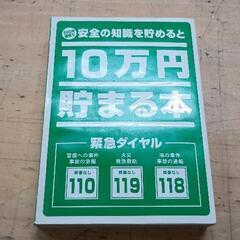 安全の知識を貯めると
10万円
貯まる本
緊急ダイヤル
警察への事件 火災 海の事件
事故の急報 救急救助 事故の通報
局番なし 局番なし 局番なし
110 119 118